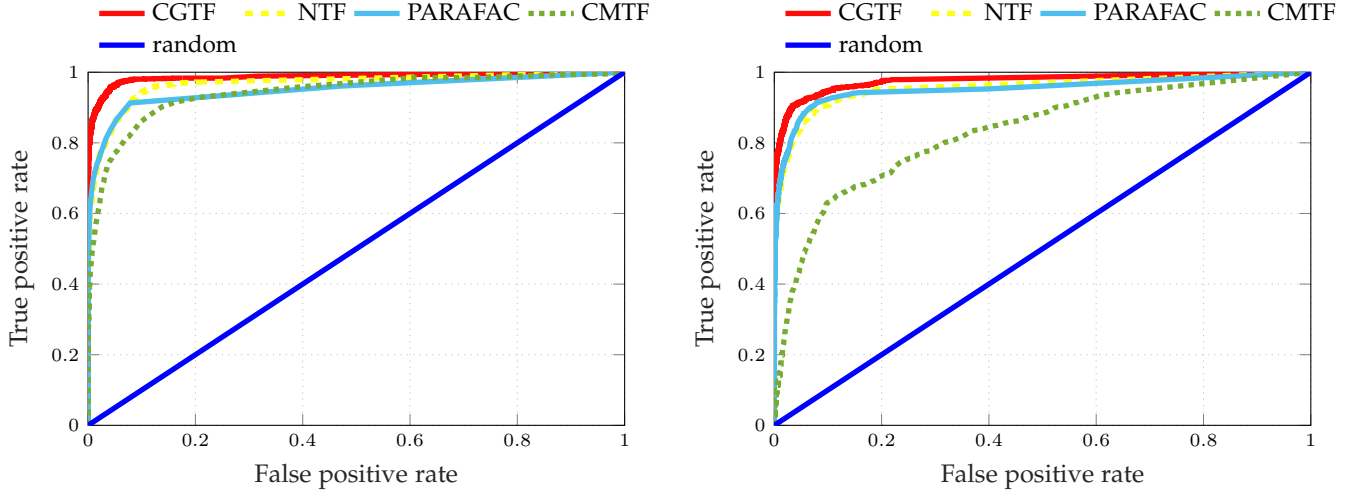 CGTF NTF PARAFAC CMTF
random
1
0.8
0.6
0.4
0.2
0
0 0.2 0.4 0.6 0.8 1
True positive rate
False positive rate
CGTF NTF PARAFAC CMTF
random
1
0.8
0.6
0.4
0.2
0
0 0.2 0.4 0.6 0.8 1
True positive rate
False positive rate